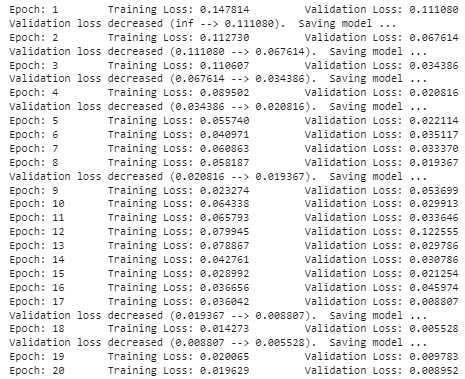 Epoch: 1 Training Loss: 0.147814 Validation Loss: 0.111080
Validation loss decreased (inf --> 0.111080). Saving model ...
Epoch: 2 Training Loss: 0.112730 Validation Loss: 0.067614
Validation loss decreased (0.111080 --> 0.067614). Saving model ...
Epoch: 3 Training Loss: 0.110607 Validation Loss: 0.034386
Validation loss decreased (0.067614 --> 0.034386). Saving model ...
Epoch: 4 Training Loss: 0.089502 Validation Loss: 0.020816
Validation loss decreased (0.034386 --> 0.020816). Saving model ...
Epoch: 5 Training Loss: 0.055740 Validation Loss: 0.022114
Epoch: 6 Training Loss: 0.040971 Validation Loss: 0.035117
Epoch: 7 Training Loss: 0.060863 Validation Loss: 0.033370
Epoch: 8 Training Loss: 0.058187 Validation Loss: 0.019367
Validation loss decreased (0.020816 --> 0.019367). Saving model ...
Epoch: 9 Training Loss: 0.023274 Validation Loss: 0.053699
Epoch: 10 Training Loss: 0.064338 Validation Loss: 0.029913
Epoch: 11 Training Loss: 0.065793 Validation Loss: 0.033646
Epoch: 12 Training Loss: 0.079945 Validation Loss: 0.122555
Epoch: 13 Training Loss: 0.078867 Validation Loss: 0.029786
Epoch: 14 Training Loss: 0.042761 Validation Loss: 0.030786
Epoch: 15 Training Loss: 0.028992 Validation Loss: 0.021254
Epoch: 16 Training Loss: 0.036656 Validation Loss: 0.045974
Epoch: 17 Training Loss: 0.036042 Validation Loss: 0.008807
Validation loss decreased (0.019367 --> 0.008807). Saving model ...
Epoch: 18 Training Loss: 0.014273 Validation Loss: 0.005528
Validation loss decreased (0.008807 --> 0.005528). Saving model ...
Epoch: 19 Training Loss: 0.020065 Validation Loss: 0.009783
Epoch: 20 Training Loss: 0.019629 Validation Loss: 0.008952